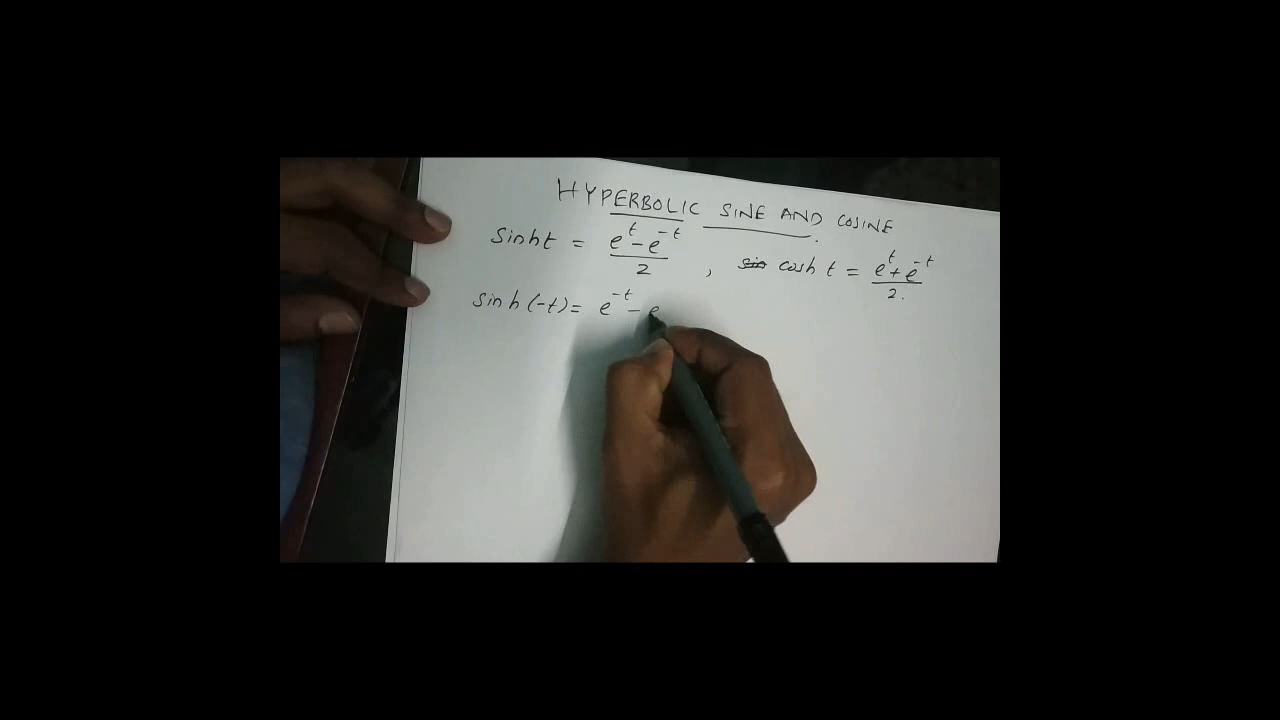 HYPERBOLIC SINE AND COSINE
sinht = e^t - e^-t / 2 , cosh t = e^t + e^-t / 2.
sinh (-t) = e^-t - e